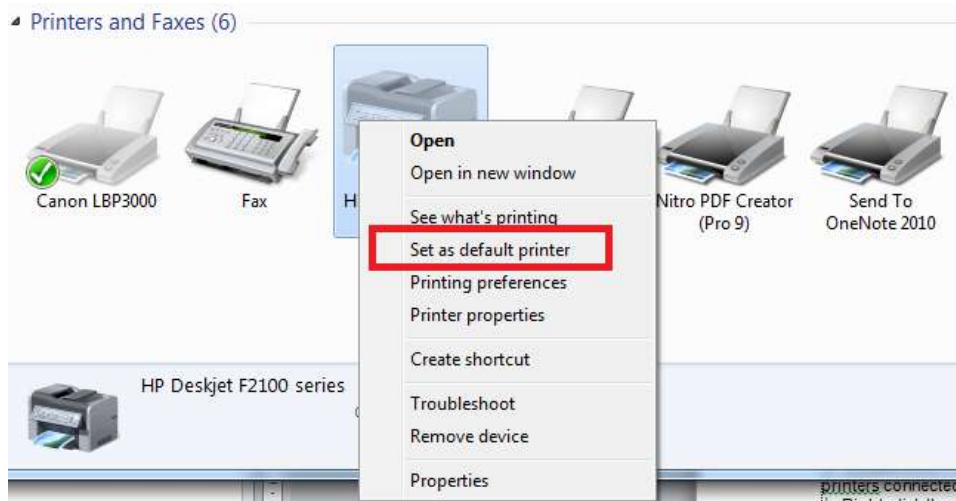 Printers and Faxes (6)
Canon LBP3000
Fax
H
Nitro PDF Creator
(Pro 9)
Send To
OneNote 2010
Open
Open in new window
See what's printing
Set as default printer
Printing preferences
Printer properties
Create shortcut
Troubleshoot
Remove device
Properties
HP Deskjet F2100 series
printers connected